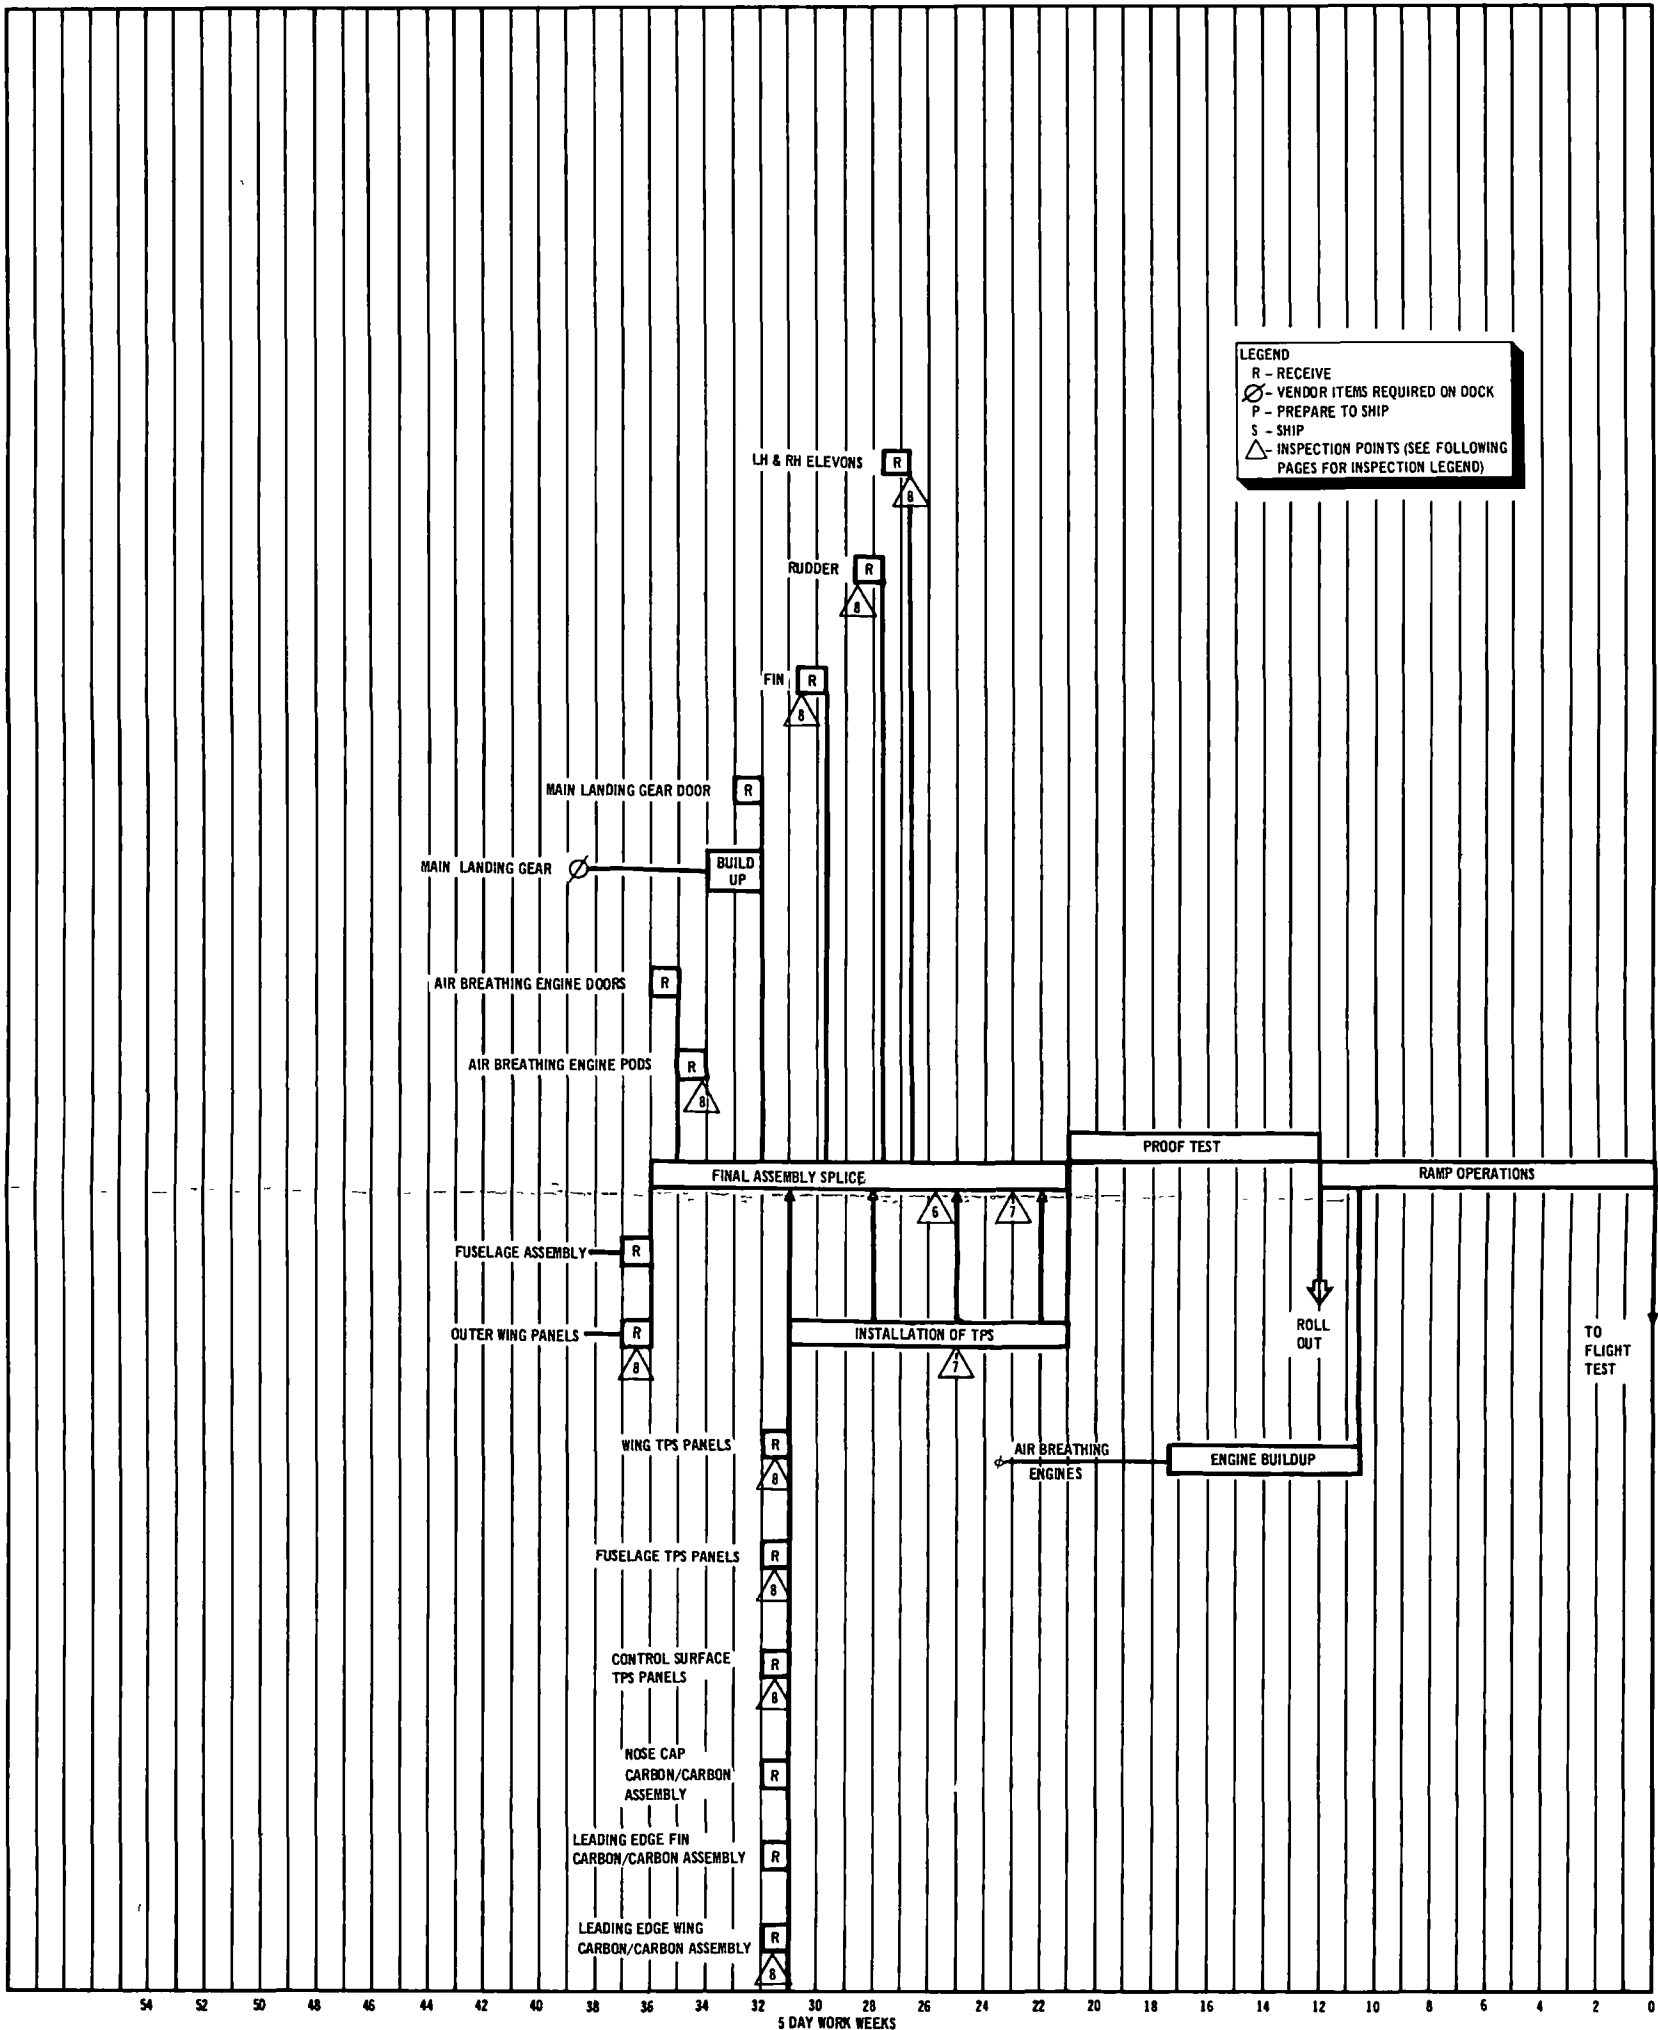 LEGEND
R – RECEIVE
∅ – VENDOR ITEMS REQUIRED ON DOCK
P – PREPARE TO SHIP
S – SHIP
△ – INSPECTION POINTS (SEE FOLLOWING
PAGES FOR INSPECTION LEGEND)
LH & RH ELEVONS R
8
RUDDER R
8
FIN R
8
MAIN LANDING GEAR DOOR R
MAIN LANDING GEAR ∅ BUILD
UP
AIR BREATHING ENGINE DOORS R
AIR BREATHING ENGINE PODS R
8
PROOF TEST
FINAL ASSEMBLY SPLICE
RAMP OPERATIONS
6 7
FUSELAGE ASSEMBLY R
OUTER WING PANELS R
8
INSTALLATION OF TPS
7
ROLL
OUT
TO
FLIGHT
TEST
WING TPS PANELS R
8
AIR BREATHING
ENGINES
ENGINE BUILDUP
FUSELAGE TPS PANELS R
8
CONTROL SURFACE
TPS PANELS
R
8
NOSE CAP
CARBON/CARBON
ASSEMBLY
R
LEADING EDGE FIN
CARBON/CARBON ASSEMBLY
R
LEADING EDGE WING
CARBON/CARBON ASSEMBLY
R
8
54 52 50 48 46 44 42 40 38 36 34 32 30 28 26 24 22 20 18 16 14 12 10 8 6 4 2 0
5 DAY WORK WEEKS